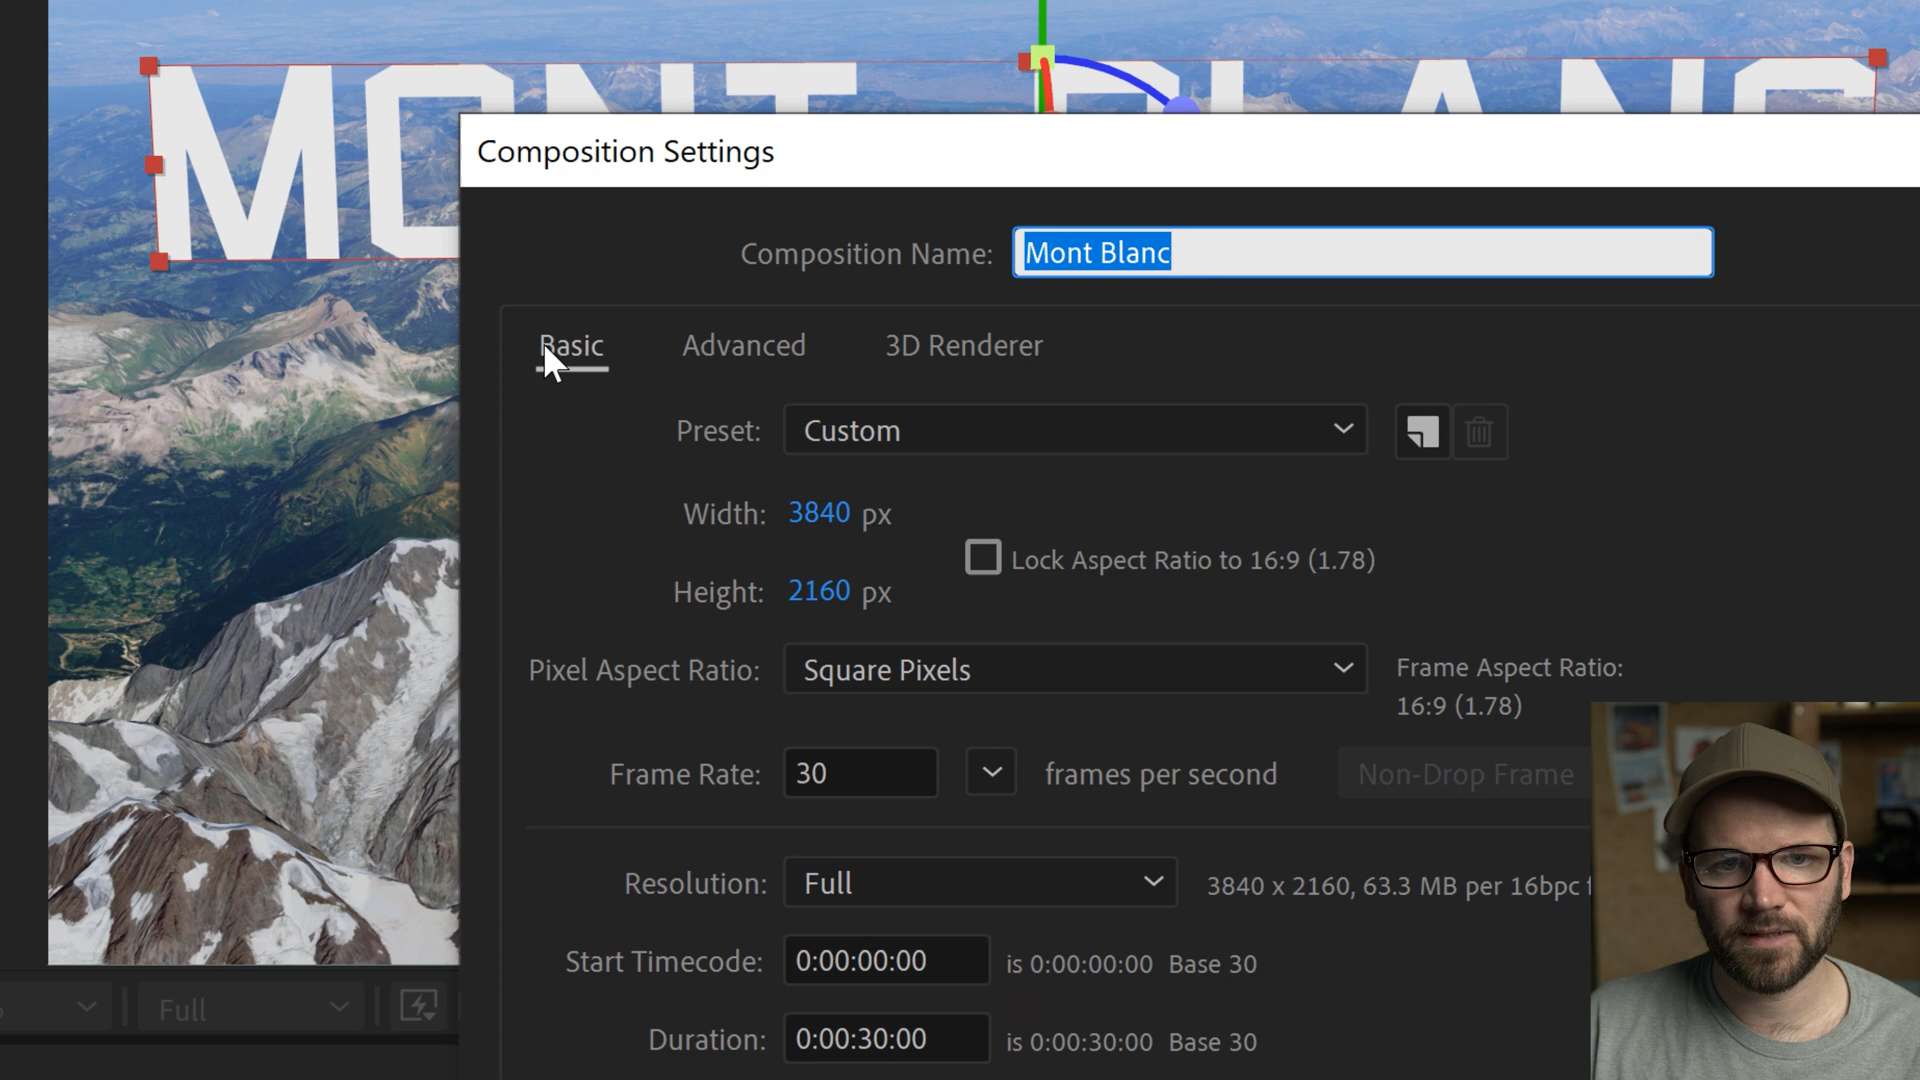 MONT BLANC
Composition Settings
Composition Name: Mont Blanc
Basic Advanced 3D Renderer
Preset: Custom
Width: 3840 px
Lock Aspect Ratio to 16:9 (1.78)
Height: 2160 px
Pixel Aspect Ratio: Square Pixels
Frame Aspect Ratio:
16:9 (1.78)
Frame Rate: 30 frames per second Non-Drop Frame
Resolution: Full 3840 x 2160, 63.3 MB per 16bpc
Start Timecode: 0:00:00:00 is 0:00:00:00 Base 30
Full
Duration: 0:00:30:00 is 0:00:30:00 Base 30